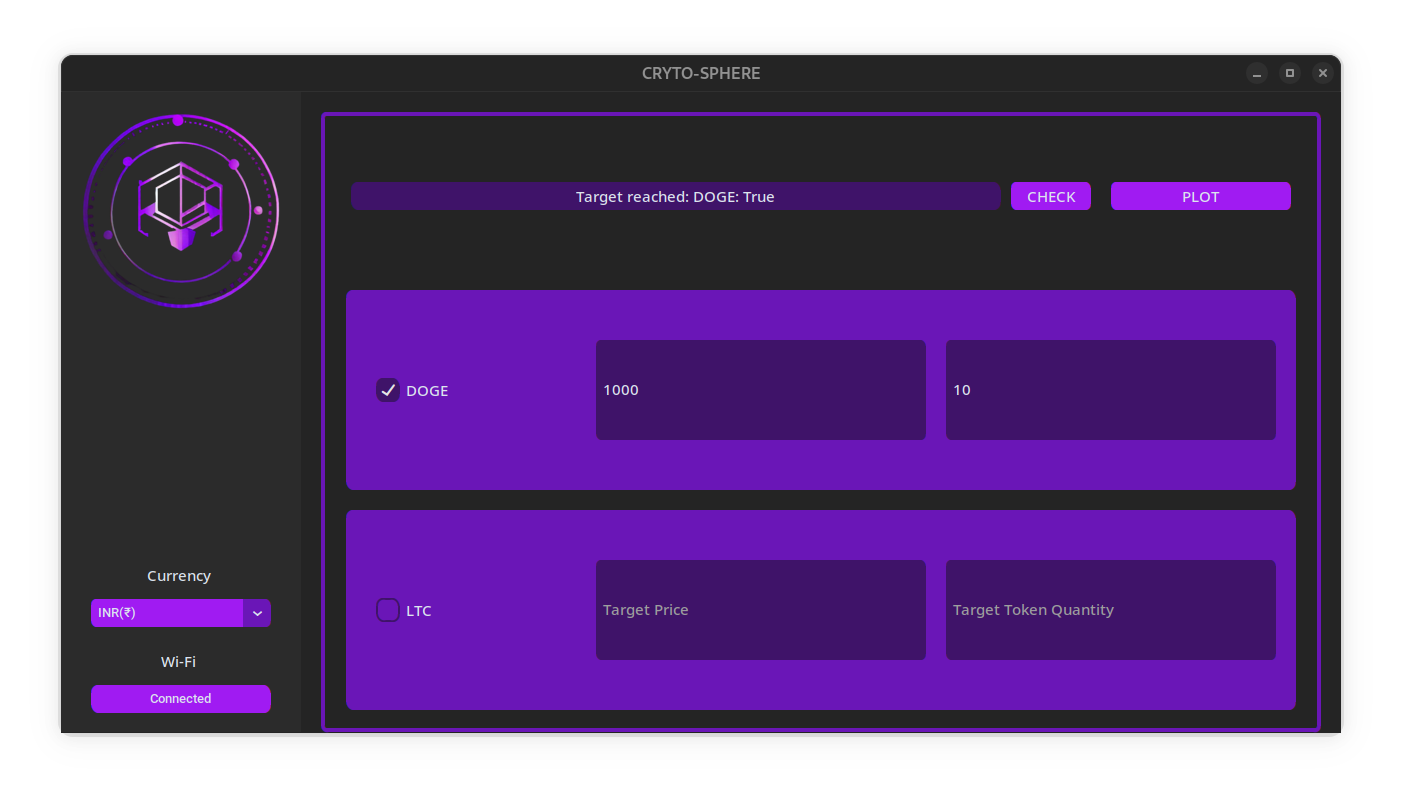 CRYTO-SPHERE
Target reached: DOGE: True
CHECK
PLOT
DOGE
1000
10
LTC
Target Price
Target Token Quantity
Currency
INR(₹)
Wi-Fi
Connected